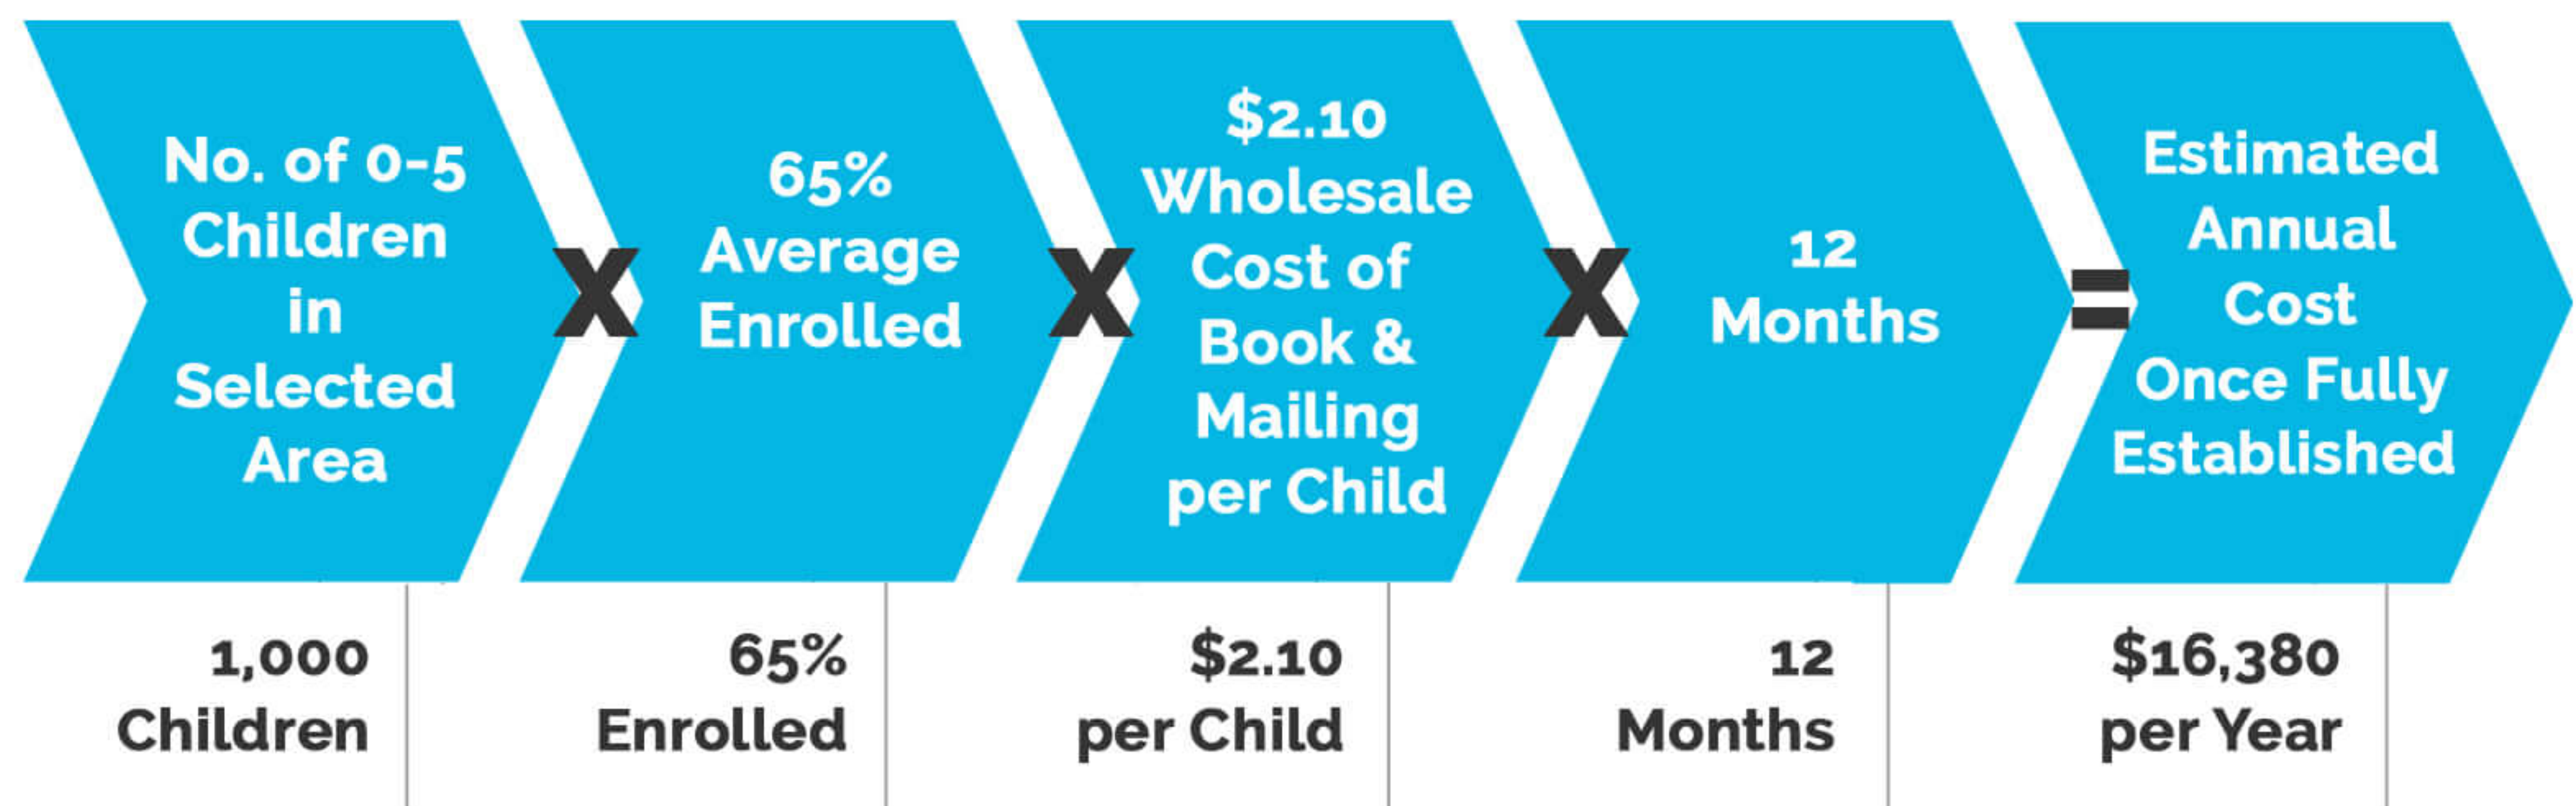 No. of 0-5
Children
in
Selected
Area
X
65%
Average
Enrolled
X
$2.10
Wholesale
Cost of
Book &
Mailing
per Child
X
12
Months
=
Estimated
Annual
Cost
Once Fully
Established
1,000
Children
65%
Enrolled
$2.10
per Child
12
Months
$16,380
per Year